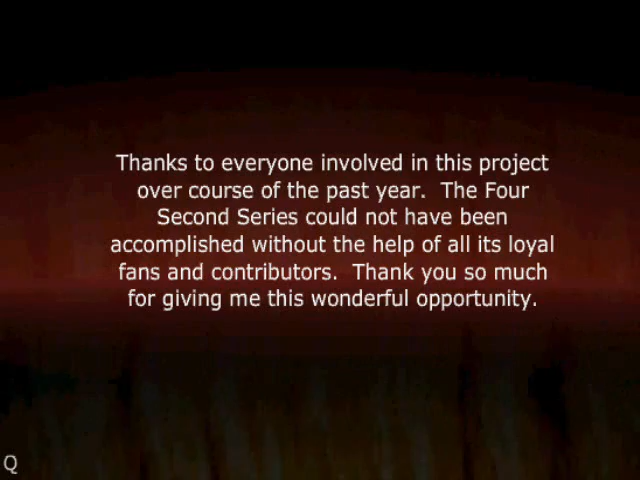 Thanks to everyone involved in this project
over course of the past year.  The Four
Second Series could not have been
accomplished without the help of all its loyal
fans and contributors.  Thank you so much
for giving me this wonderful opportunity.
Q